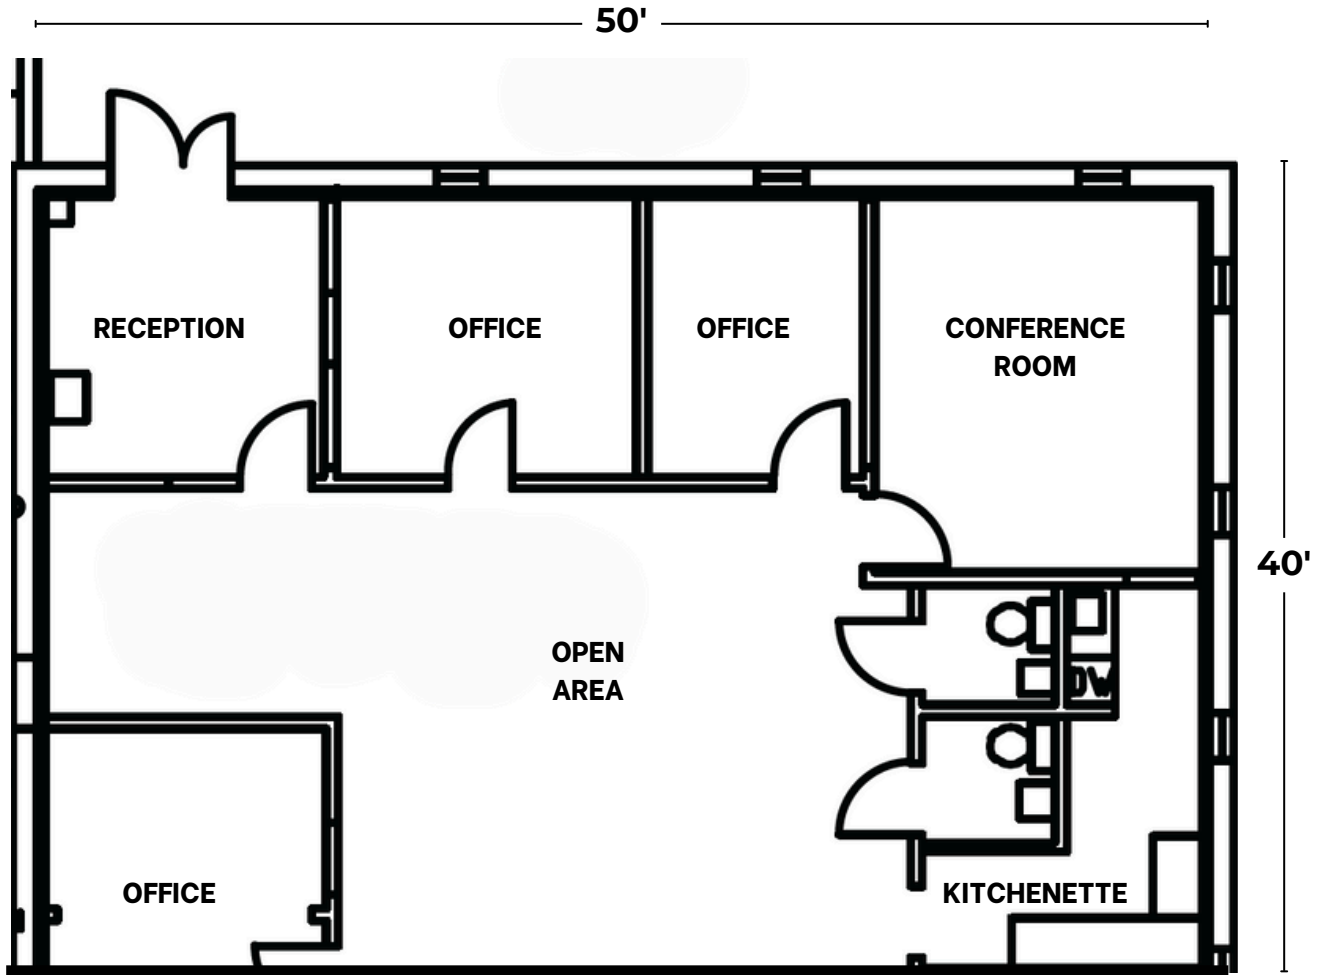 50'
RECEPTION
OFFICE
OFFICE
CONFERENCE
ROOM
40'
OPEN
AREA
DW
OFFICE
KITCHENETTE